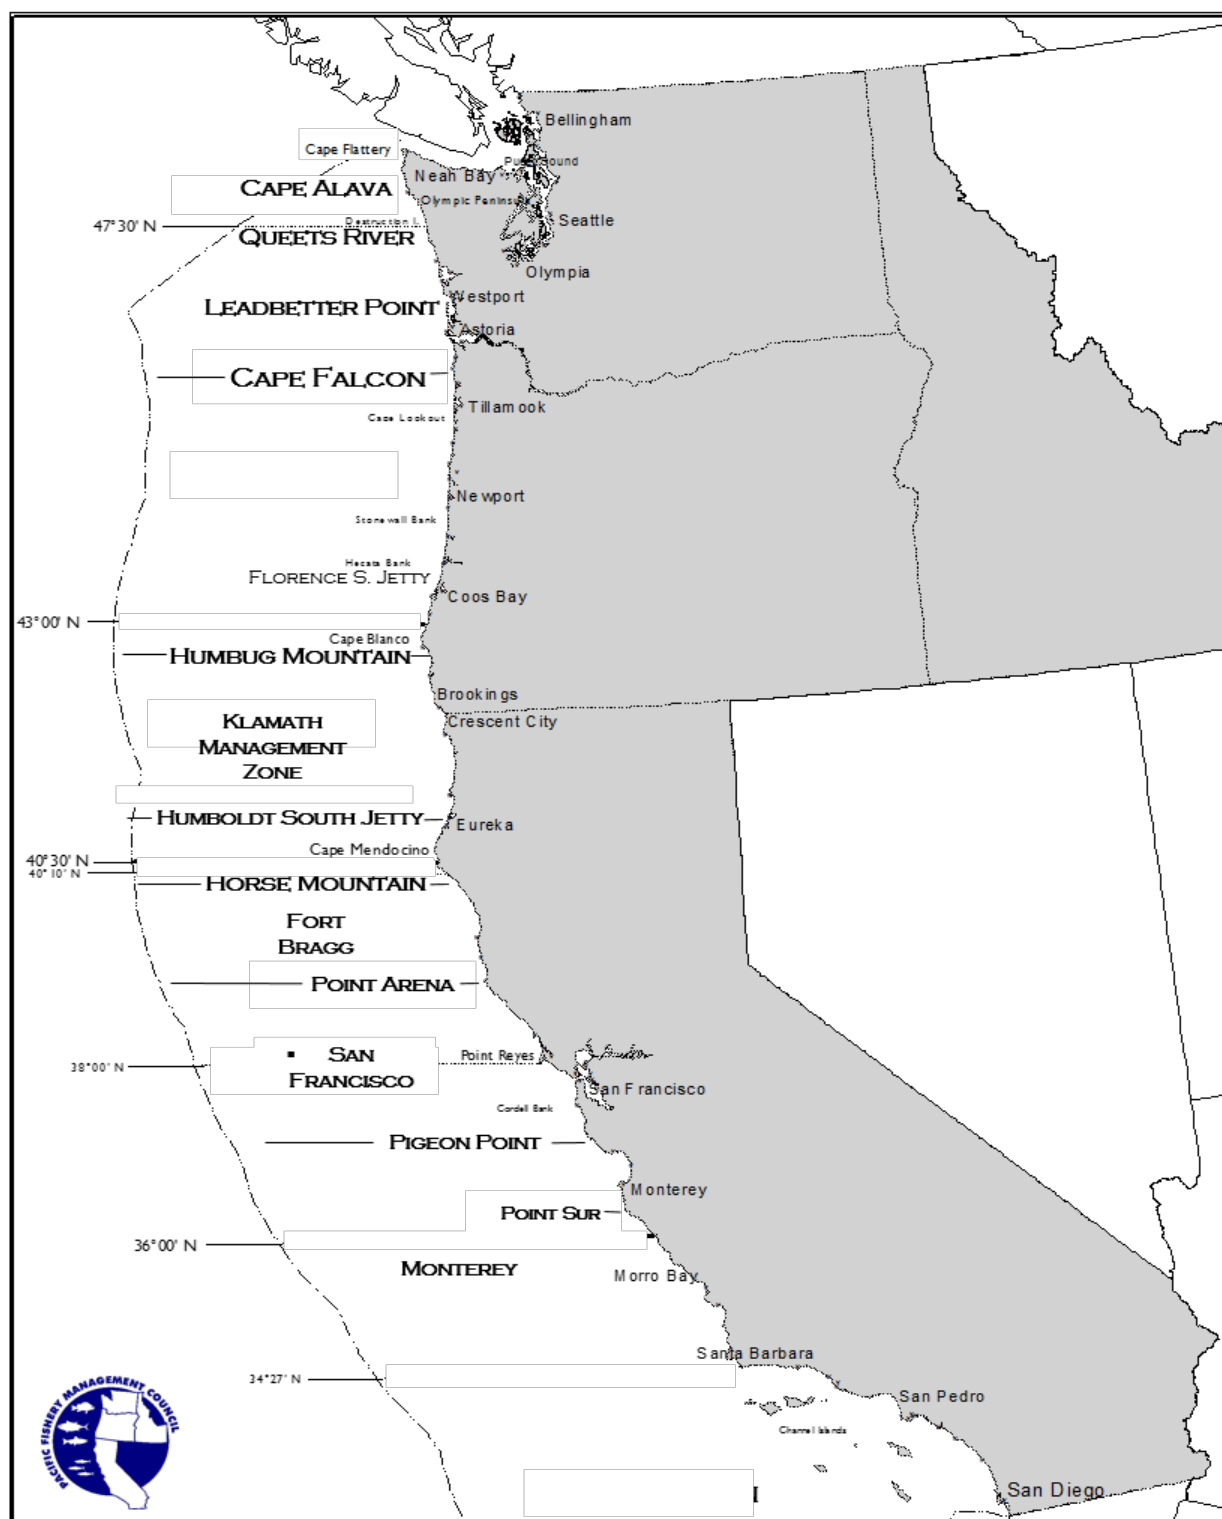 Bellingham
Cape Flattery
Puget Sound
Neah Bay
CAPE ALAVA
Olympic Peninsula
Destruction I.
Seattle
47°30' N
QUEETS RIVER
Olympia
Westport
LEADBETTER POINT
Astoria
CAPE FALCON
Tillamook
Cape Lookout
Newport
Stonewall Bank
Heceta Bank
FLORENCE S. JETTY
Coos Bay
43°00' N
Cape Blanco
HUMBUG MOUNTAIN
Brookings
Crescent City
KLAMATH
MANAGEMENT
ZONE
HUMBOLDT SOUTH JETTY
Eureka
Cape Mendocino
40°30' N
40°10' N
HORSE MOUNTAIN
FORT
BRAGG
POINT ARENA
SAN
FRANCISCO
Point Reyes
38°00' N
San Francisco
Cordell Bank
PIGEON POINT
Monterey
POINT SUR
36°00' N
MONTEREY
Morro Bay
Santa Barbara
34°27' N
San Pedro
Channel Islands
San Diego
PACIFIC FISHERY MANAGEMENT COUNCIL